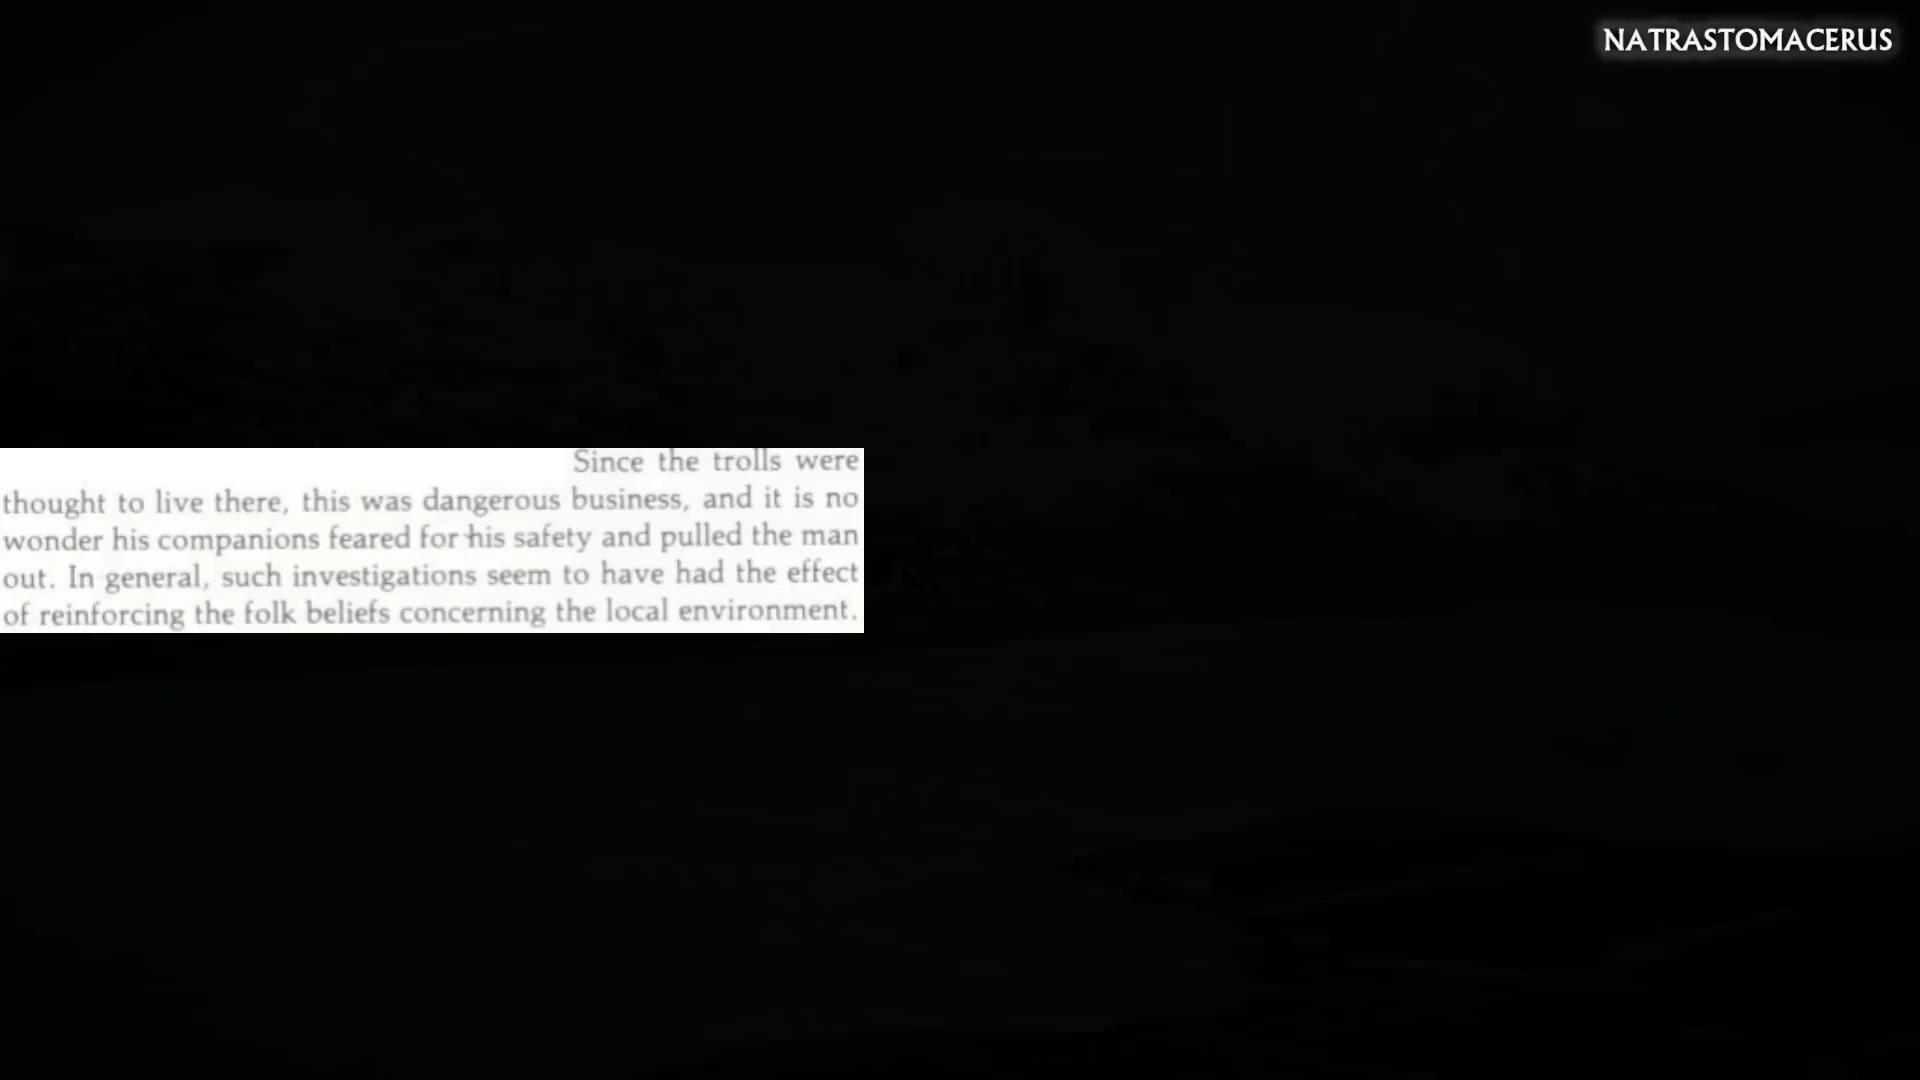 NATRASTOMACERUS
Since the trolls were
thought to live there, this was dangerous business, and it is no
wonder his companions feared for his safety and pulled the man
out. In general, such investigations seem to have had the effect
of reinforcing the folk beliefs concerning the local environment.